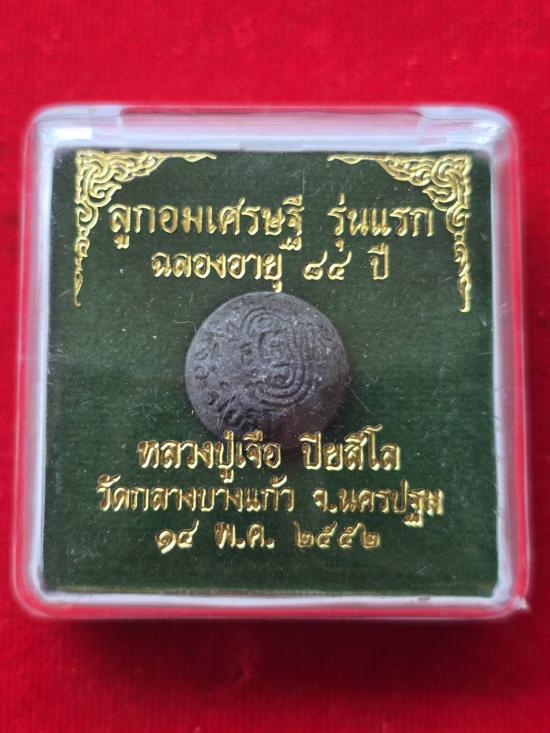 ลูกอมเศรษฐี รุ่นแรก
ฉลองอายุ ๘๔ ปี
หลวงปู่เจือ ปิยสีโล
วัดกลางบางแก้ว จ.นครปฐม
๑๔ พ.ค. ๒๕๕๒